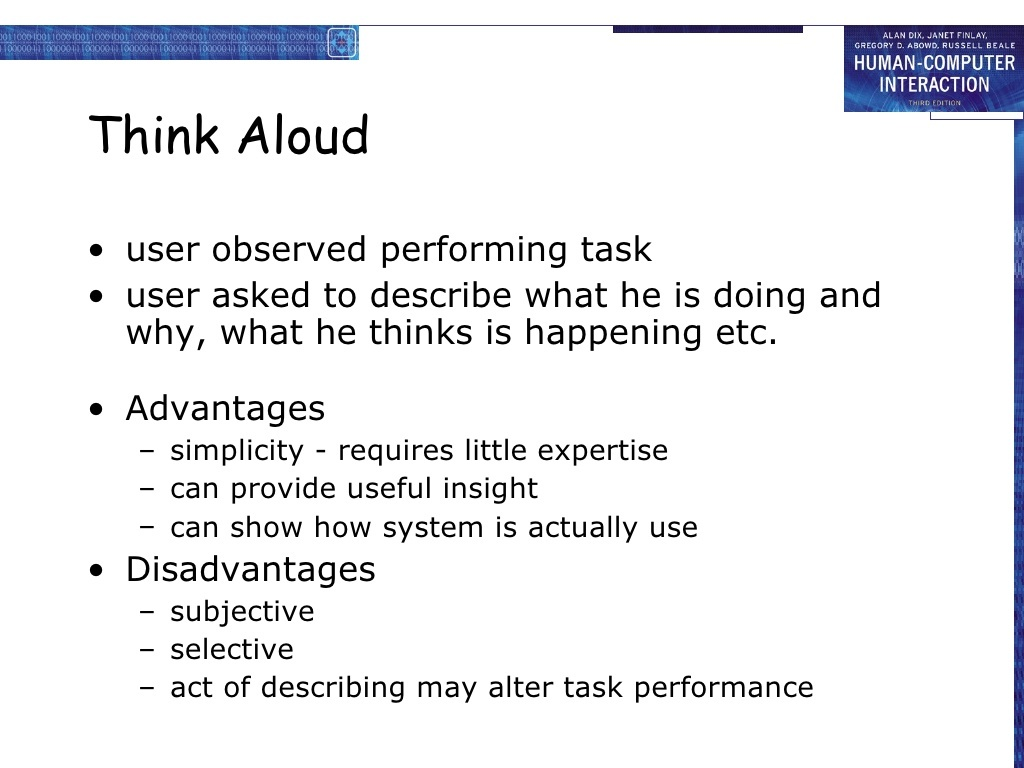 ALAN DIX, JANET FINLAY,
GREGORY D. ABOWD, RUSSELL BEALE
HUMAN-COMPUTER
INTERACTION
THIRD EDITION
Think Aloud
• user observed performing task
• user asked to describe what he is doing and
why, what he thinks is happening etc.
• Advantages
– simplicity - requires little expertise
– can provide useful insight
– can show how system is actually use
• Disadvantages
– subjective
– selective
– act of describing may alter task performance